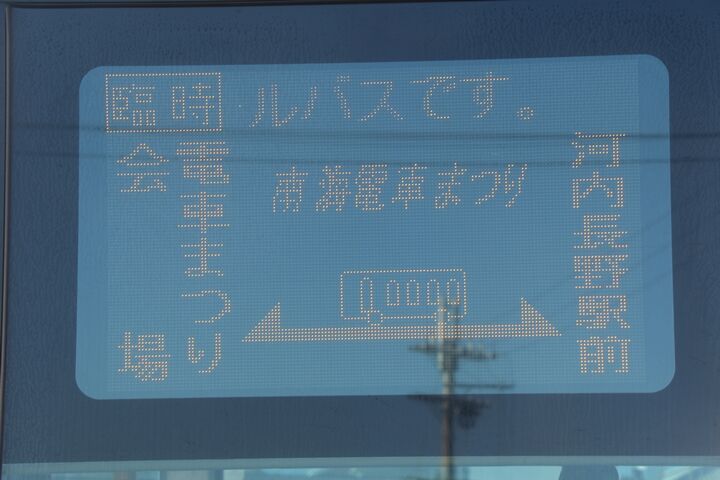 臨時
ルバスです。
南海電車まつり
河内長野駅前
電車まつり
会場